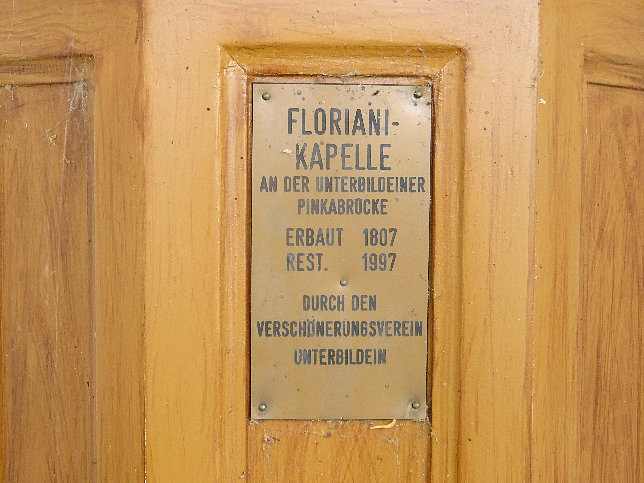 FLORIANI-
KAPELLE
AN DER UNTERBILDEINER
PINKABRÜCKE
ERBAUT 1807
REST. 1997
DURCH DEN
VERSCHÖNERUNGSVEREIN
UNTERBILDEIN